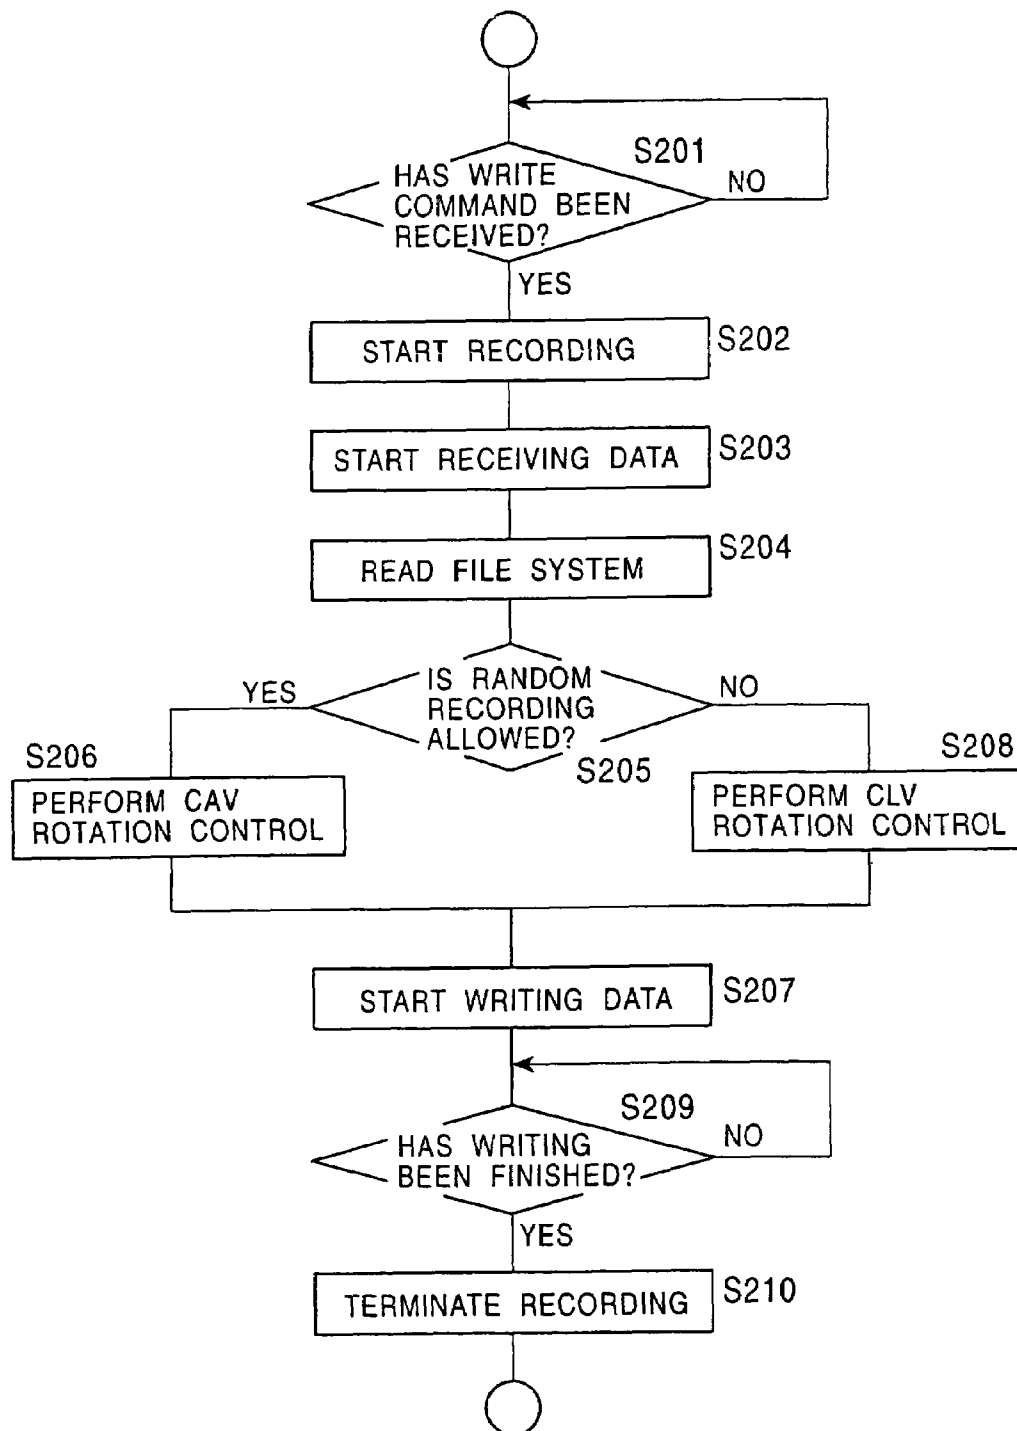 S201
HAS WRITE
COMMAND BEEN
RECEIVED?
NO
YES
START RECORDING
S202
START RECEIVING DATA
S203
READ FILE SYSTEM
S204
IS RANDOM
RECORDING
ALLOWED?
YES
NO
S205
S206
PERFORM CAV
ROTATION CONTROL
S208
PERFORM CLV
ROTATION CONTROL
START WRITING DATA
S207
S209
HAS WRITING
BEEN FINISHED?
NO
YES
TERMINATE RECORDING
S210